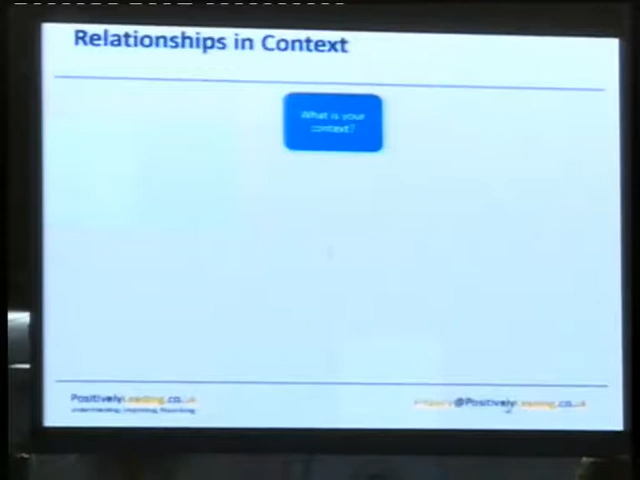 Relationships in Context
What is your
context?
PositivelyLeading.co.uk
@PositivelyLeading.co.uk